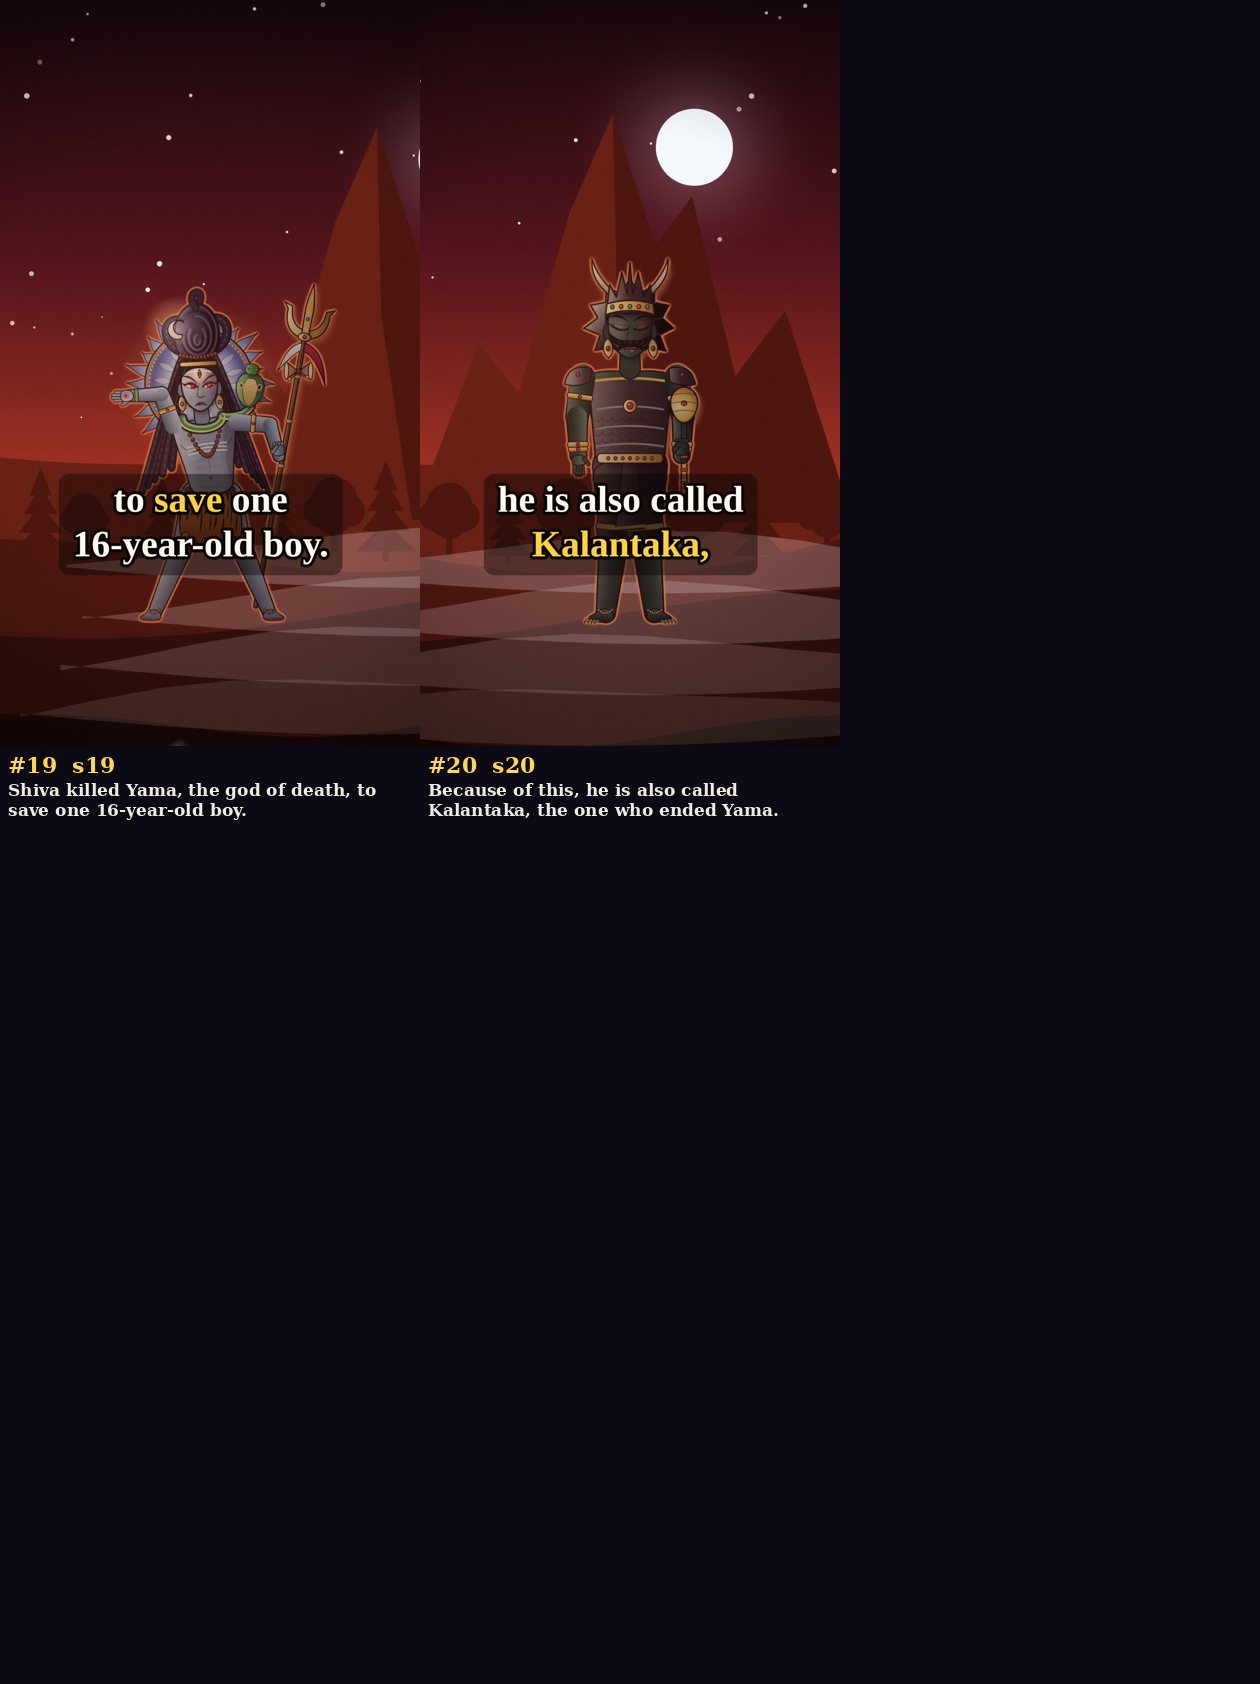 to save one
16-year-old boy.
he is also called
Kalantaka,
#19 s19
Shiva killed Yama, the god of death, to
save one 16-year-old boy.
#20 s20
Because of this, he is also called
Kalantaka, the one who ended Yama.